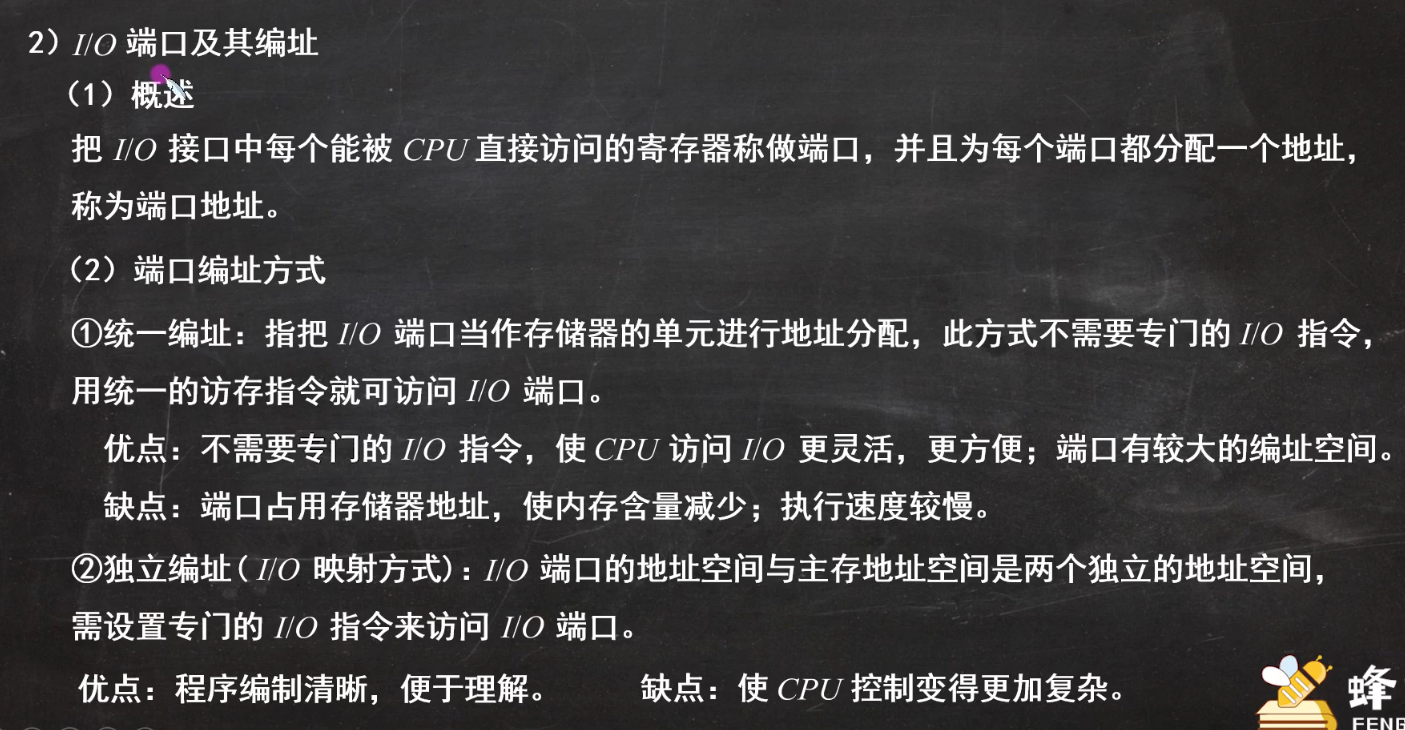 2）I/O 端口及其编址
（1）概述
把 I/O 接口中每个能被 CPU 直接访问的寄存器称做端口，并且为每个端口都分配一个地址，
称为端口地址。
（2）端口编址方式
①统一编址：指把 I/O 端口当作存储器的单元进行地址分配，此方式不需要专门的 I/O 指令，
用统一的访存指令就可访问 I/O 端口。
优点：不需要专门的 I/O 指令，使 CPU 访问 I/O 更灵活，更方便；端口有较大的编址空间。
缺点：端口占用存储器地址，使内存含量减少；执行速度较慢。
②独立编址（I/O 映射方式）：I/O 端口的地址空间与主存地址空间是两个独立的地址空间，
需设置专门的 I/O 指令来访问 I/O 端口。
优点：程序编制清晰，便于理解。 缺点：使 CPU 控制变得更加复杂。
蜂